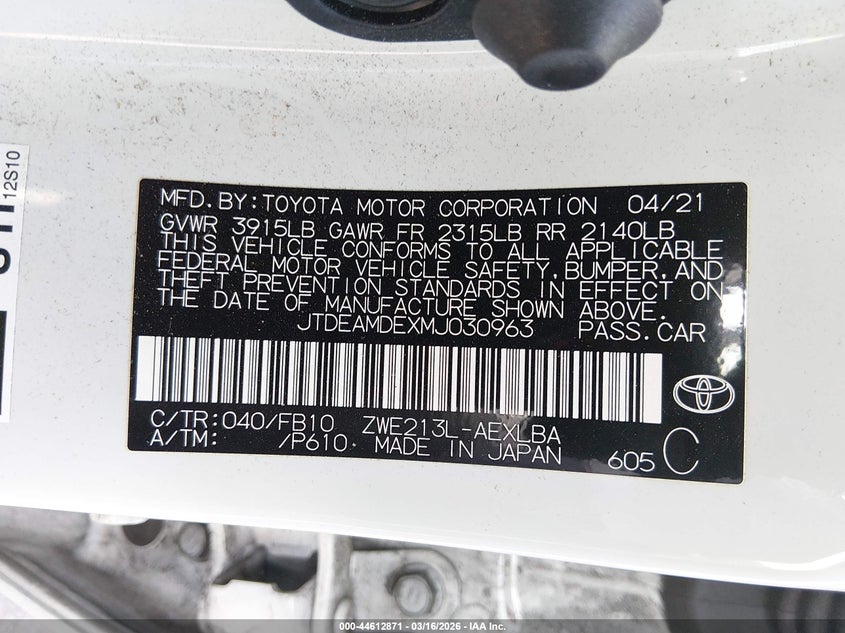 12S10
MFD.BY:TOYOTA MOTOR CORPORATION 04/21
GVWR 3915LB GAWR FR 2315LB RR 2140LB
THIS VEHICLE CONFORMS TO ALL APPLICABLE
FEDERAL MOTOR VEHICLE SAFETY,BUMPER,AND
THEFT PREVENTION STANDARDS IN EFFECT ON
THE DATE OF MANUFACTURE SHOWN ABOVE.
JTDEAMDEXMJ030963 PASS.CAR
C/TR:040/FB10 ZWE213L-AEXLBA
A/TM: /P610 MADE IN JAPAN 605 C
000-44612871 - 03/16/2026 - IAA Inc.